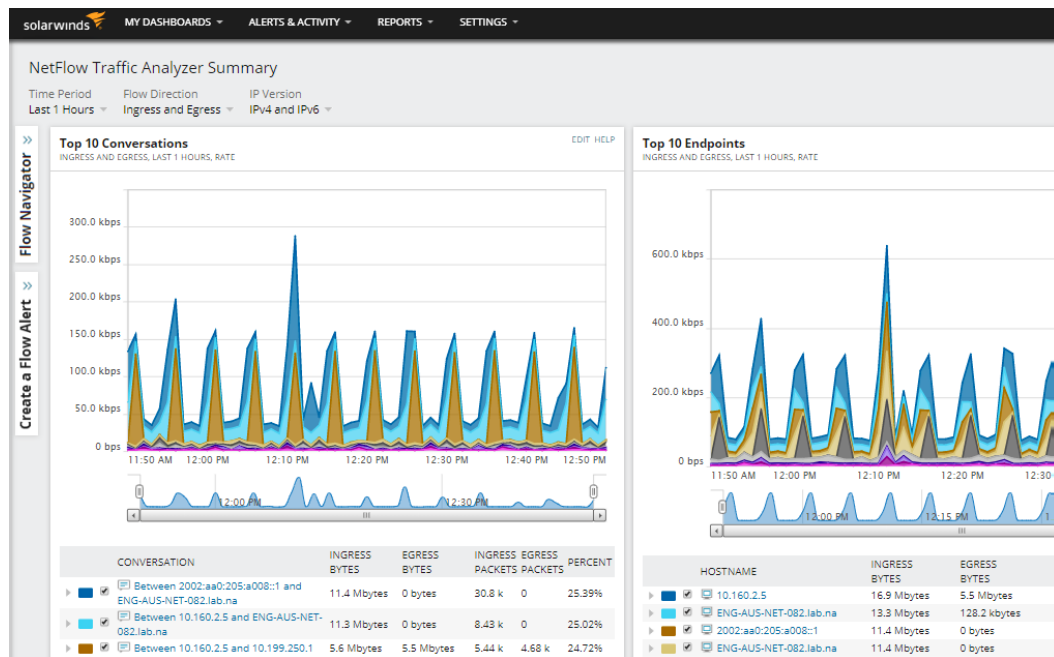 solarwinds MY DASHBOARDS ALERTS & ACTIVITY REPORTS SETTINGS
NetFlow Traffic Analyzer Summary
Time Period Flow Direction IP Version
Last 1 Hours Ingress and Egress IPv4 and IPv6
Flow Navigator
Create a Flow Alert
Top 10 Conversations EDIT HELP
INGRESS AND EGRESS, LAST 1 HOURS, RATE
300.0 kbps
250.0 kbps
200.0 kbps
150.0 kbps
100.0 kbps
50.0 kbps
0 bps
11:50 AM 12:00 PM 12:10 PM 12:20 PM 12:30 PM 12:40 PM 12:50 PM
12:00 PM 12:30 PM
CONVERSATION INGRESS BYTES EGRESS BYTES INGRESS PACKETS EGRESS PACKETS PERCENT
Between 2002:aa0:205:a008::1 and
ENG-AUS-NET-082.lab.na 11.4 Mbytes 0 bytes 30.8 k 0 25.39%
Between 10.160.2.5 and ENG-AUS-NET-
082.lab.na 11.3 Mbytes 0 bytes 8.43 k 0 25.02%
Between 10.160.2.5 and 10.199.250.1 5.6 Mbytes 5.5 Mbytes 5.44 k 4.68 k 24.72%
Top 10 Endpoints
INGRESS AND EGRESS, LAST 1 HOURS, RATE
600.0 kbps
400.0 kbps
200.0 kbps
0 bps
11:50 AM 12:00 PM 12:10 PM 12:20 PM 12:30
12:00 PM 12:15 PM 1
HOSTNAME INGRESS BYTES EGRESS BYTES
10.160.2.5 16.9 Mbytes 5.5 Mbytes
ENG-AUS-NET-082.lab.na 13.3 Mbytes 128.2 kbytes
2002:aa0:205:a008::1 11.4 Mbytes 0 bytes
ENG-AUS-NET-082.lab.na 11.4 Mbytes 0 bytes